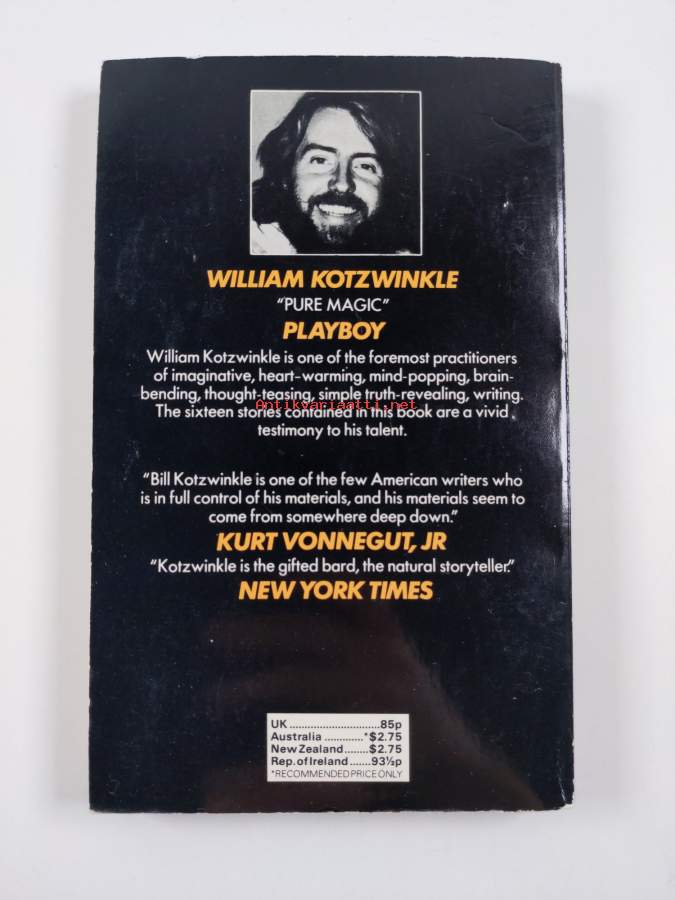 WILLIAM KOTZWINKLE
"PURE MAGIC"
PLAYBOY
William Kotzwinkle is one of the foremost practitioners
of imaginative, heart-warming, mind-popping, brain-
bending, thought-teasing, simple truth-revealing, writing.
Antikvariaatti.net
The sixteen stories contained in this book are a vivid
testimony to his talent.
"Bill Kotzwinkle is one of the few American writers who
is in full control of his materials, and his materials seem to
come from somewhere deep down."
KURT VONNEGUT, JR
"Kotzwinkle is the gifted bard, the natural storyteller."
NEW YORK TIMES
UK..............................85p
Australia .............*$2.75
New Zealand........$2.75
Rep. of Ireland .......93½p
*RECOMMENDED PRICE ONLY